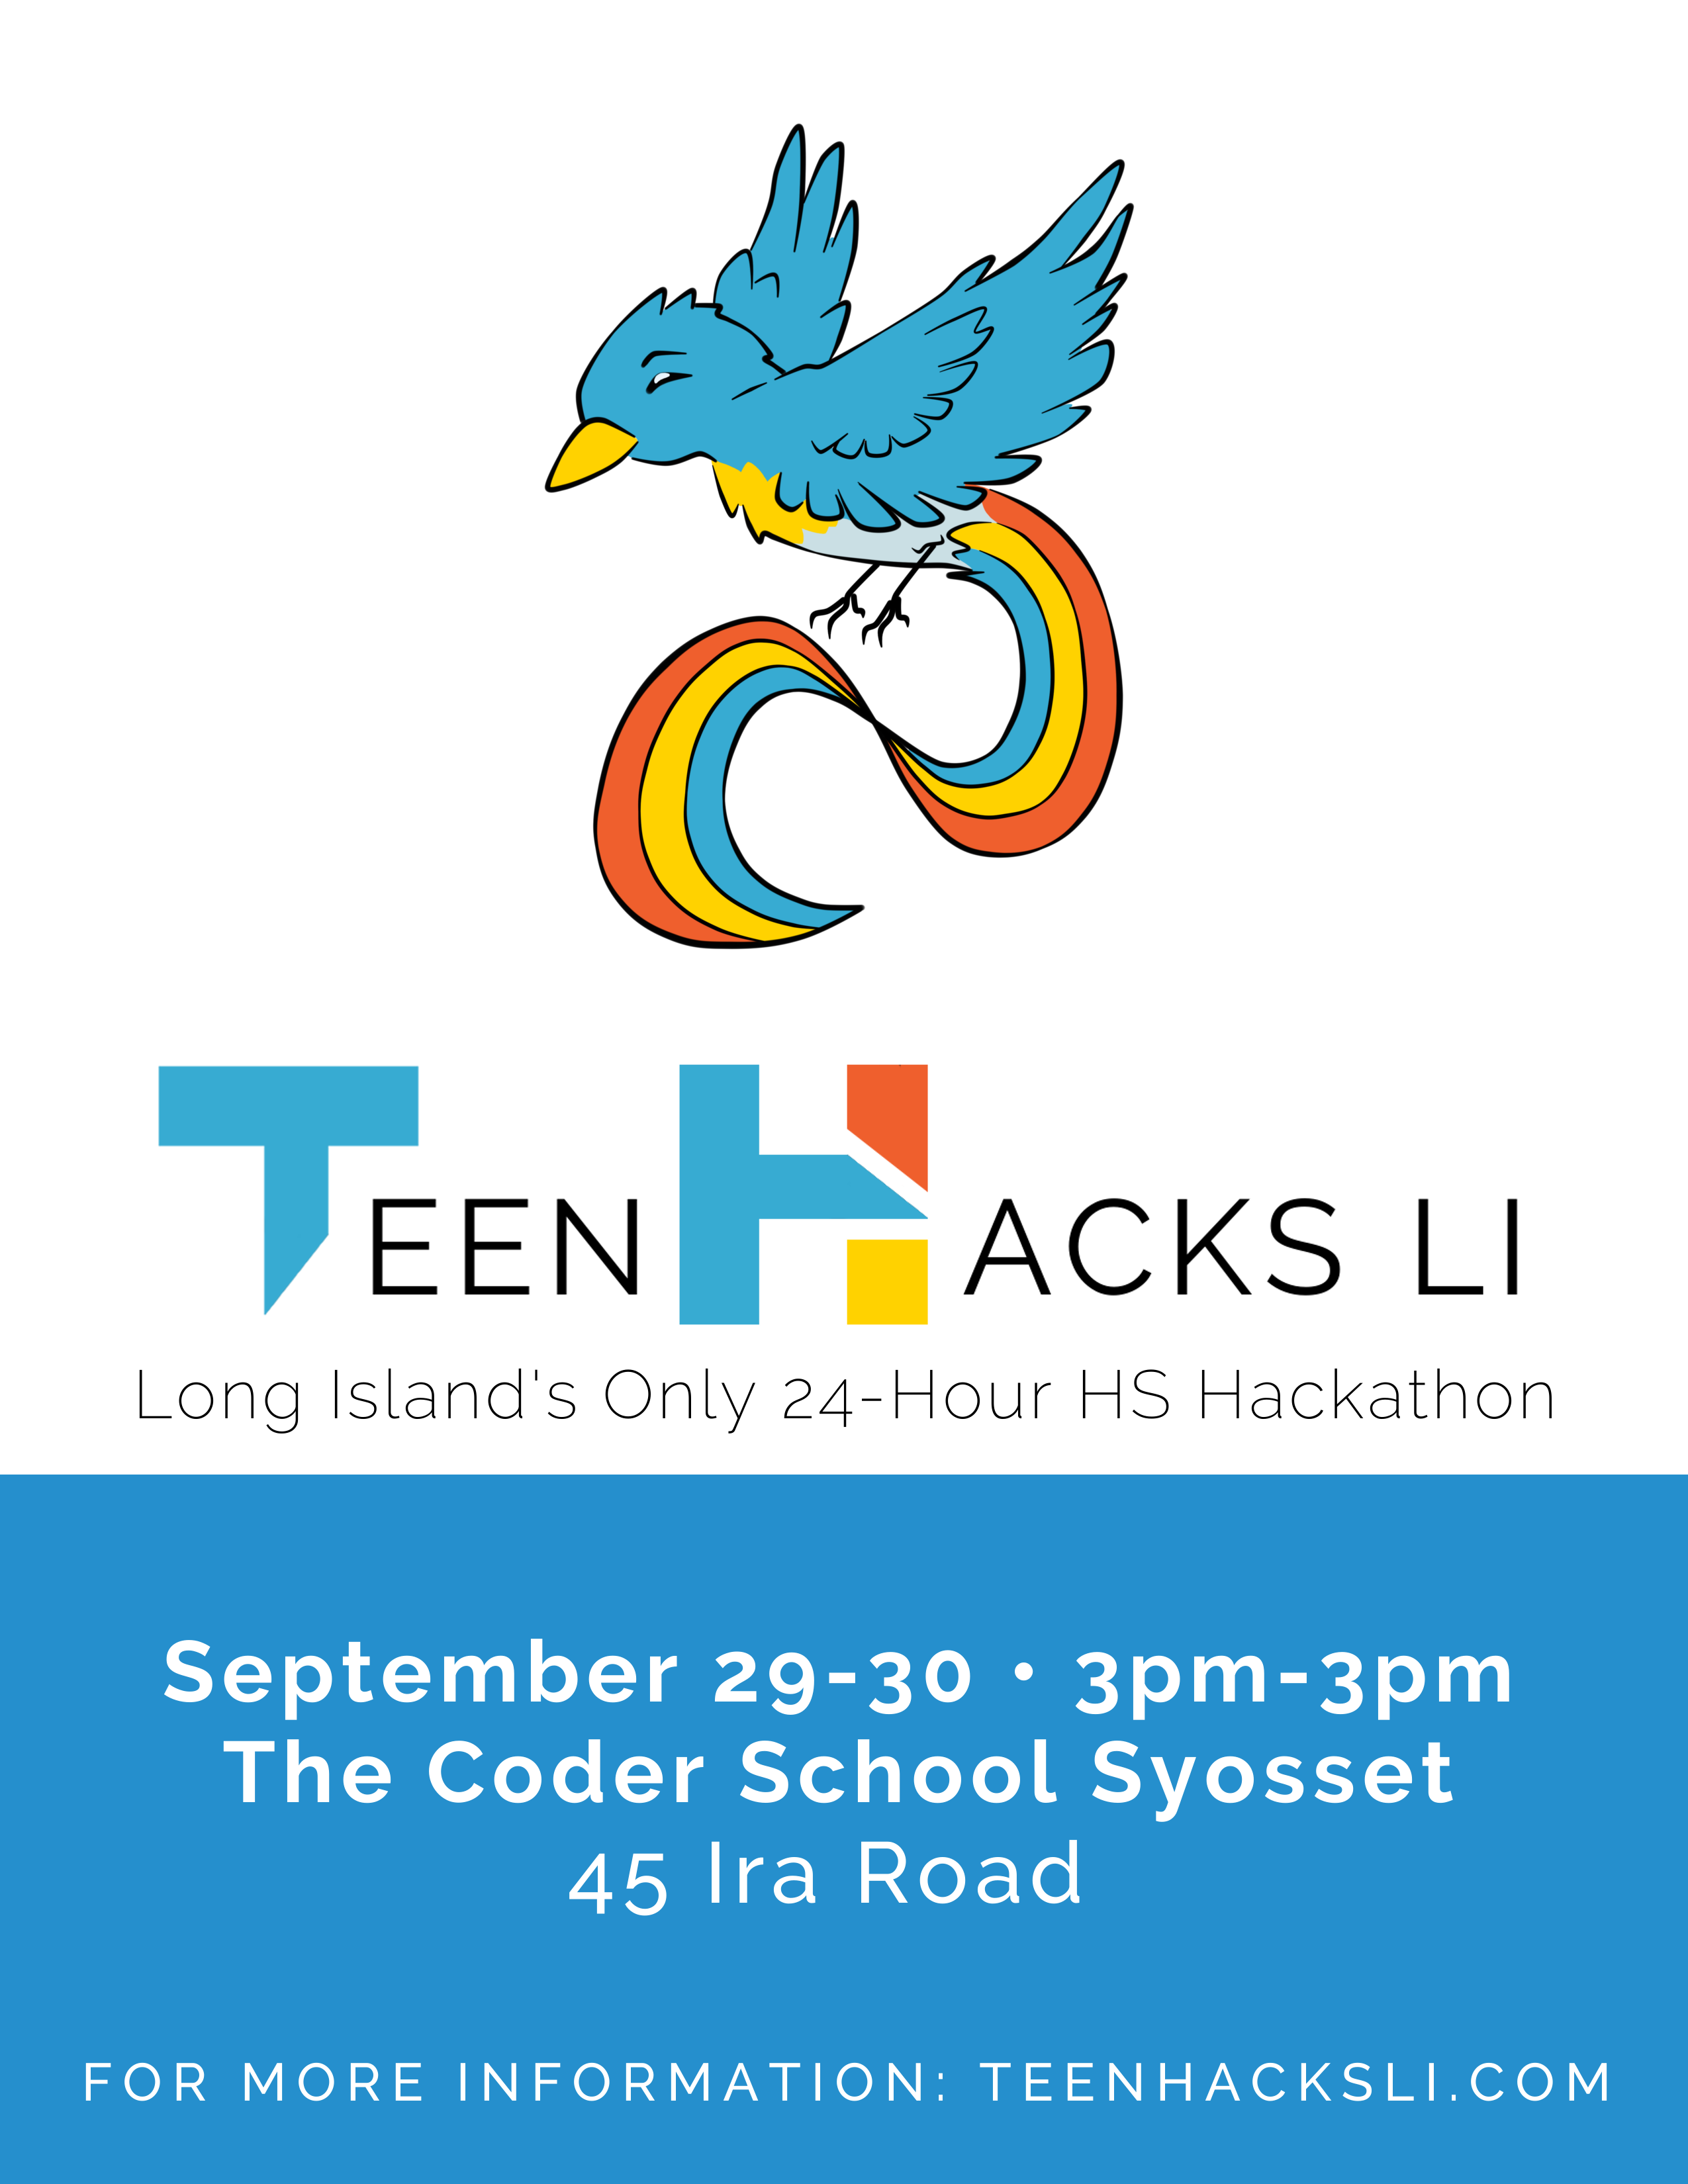 TEENHACKS LI
Long Island's Only 24-Hour HS Hackathon
September 29-30 • 3pm-3pm
The Coder School Syosset
45 Ira Road
FOR MORE INFORMATION: TEENHACKSLI.COM